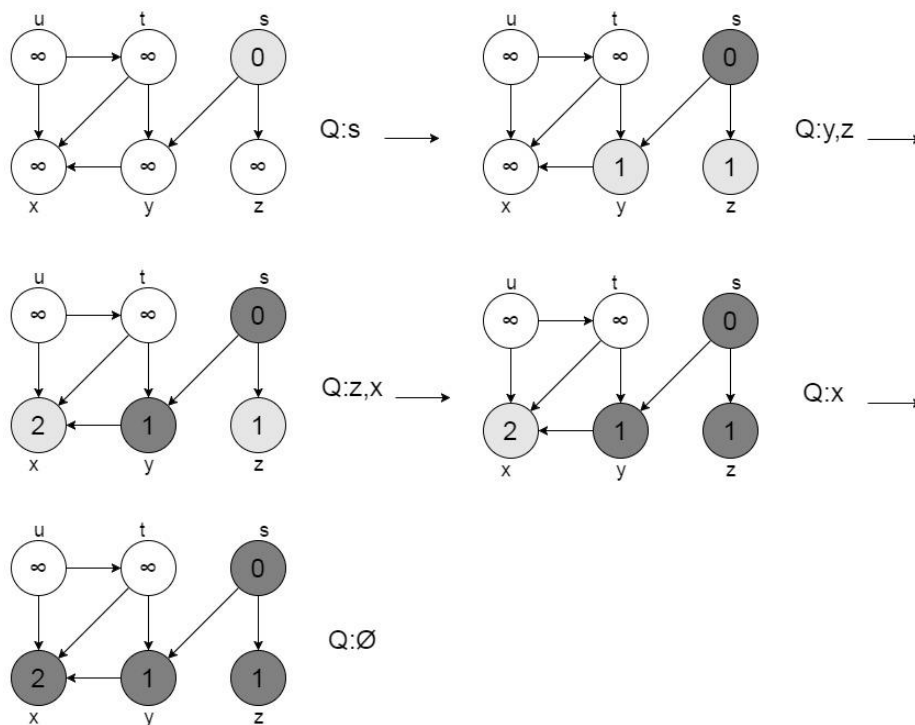 u t s
∞ ∞ 0
Q:s
∞ ∞ ∞
x y z
u t s
∞ ∞ 0
Q:y,z
∞ 1 1
x y z
u t s
∞ ∞ 0
Q:z,x
2 1 1
x y z
u t s
∞ ∞ 0
Q:x
2 1 1
x y z
u t s
∞ ∞ 0
Q:Ø
2 1 1
x y z